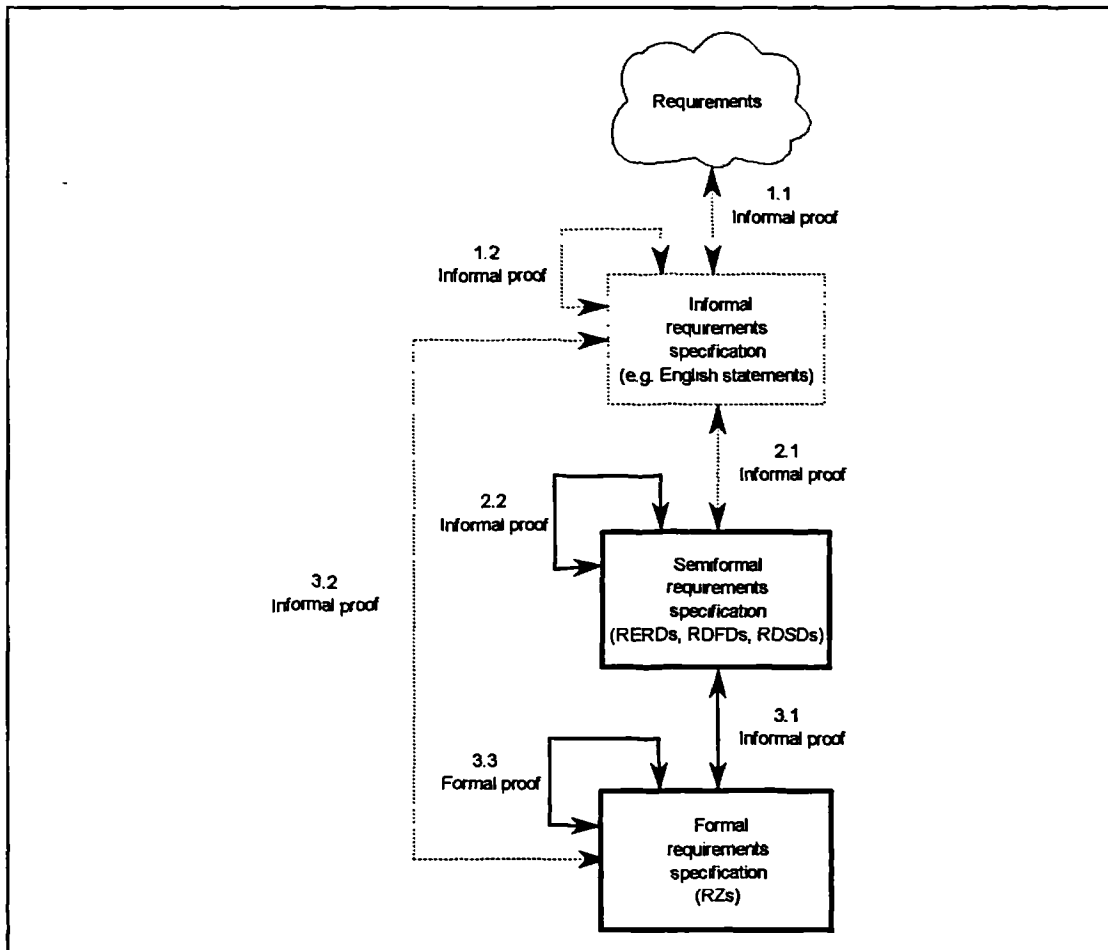 Requirements
1.1
Informal proof
1.2
Informal proof
Informal
requirements
specification
(e.g. English statements)
2.1
Informal proof
2.2
Informal proof
Semiformal
requirements
specification
(RERDs, RDFDs, RDSDs)
3.2
Informal proof
3.1
Informal proof
3.3
Formal proof
Formal
requirements
specification
(RZs)